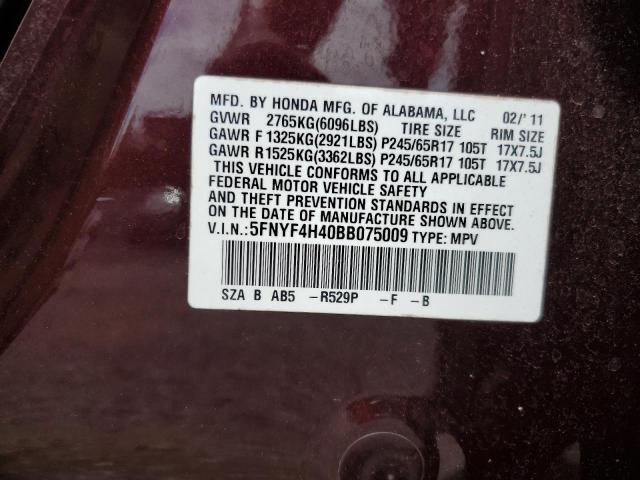 MFD. BY HONDA MFG. OF ALABAMA, LLC 02/' 11
GVWR 2765KG(6096LBS) TIRE SIZE RIM SIZE
GAWR F 1325KG(2921LBS) P245/65R17 105T 17X7.5J
GAWR R1525KG(3362LBS) P245/65R17 105T 17X7.5J
THIS VEHICLE CONFORMS TO ALL APPLICABLE
FEDERAL MOTOR VEHICLE SAFETY
AND THEFT PREVENTION STANDARDS IN EFFECT
ON THE DATE OF MANUFACTURE SHOWN ABOVE.
V.I.N.:5FNYF4H40BB075009 TYPE: MPV
SZA B AB5 -R529P -F -B